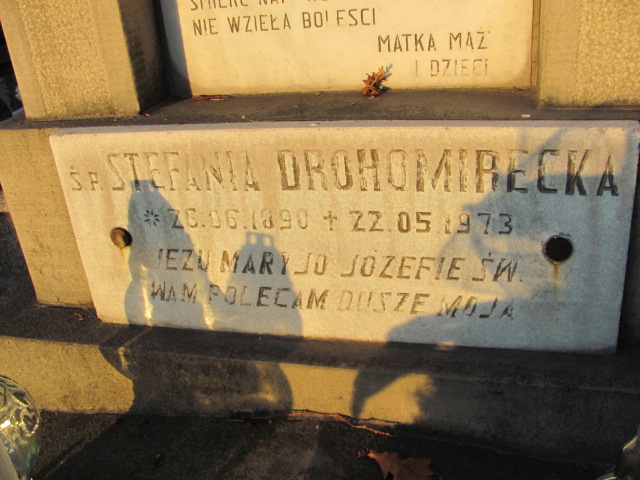 NIE WZIEŁA BOLEŚCI
MATKA MĄŻ
I DZIECI
ŚP. STEFANIA DROHOMIRECKA
* 26.06.1890 + 22.05.1973
JEZU MARYJO JÓZEFIE ŚW.
WAM POLECAM DUSZE MOJĄ